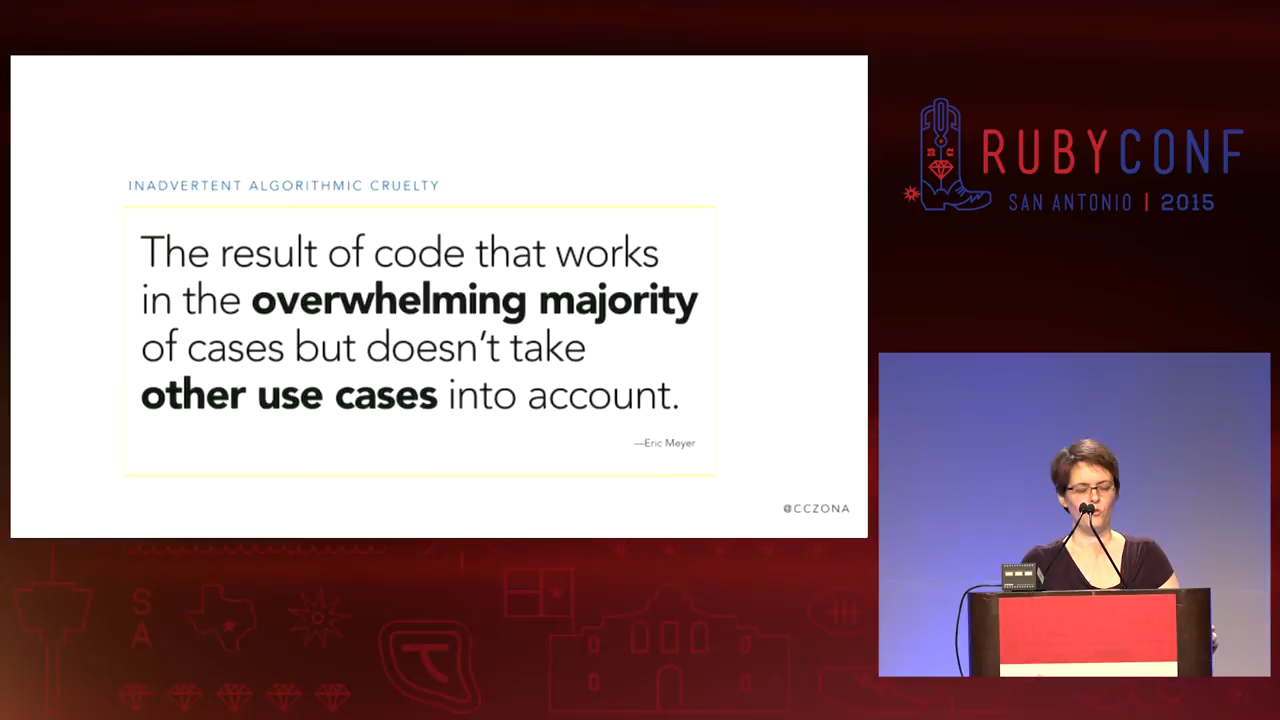 INADVERTENT ALGORITHMIC CRUELTY
The result of code that works
in the overwhelming majority
of cases but doesn't take
other use cases into account.
—Eric Meyer
@CCZONA
RUBYCONF
SAN ANTONIO | 2015
S
A